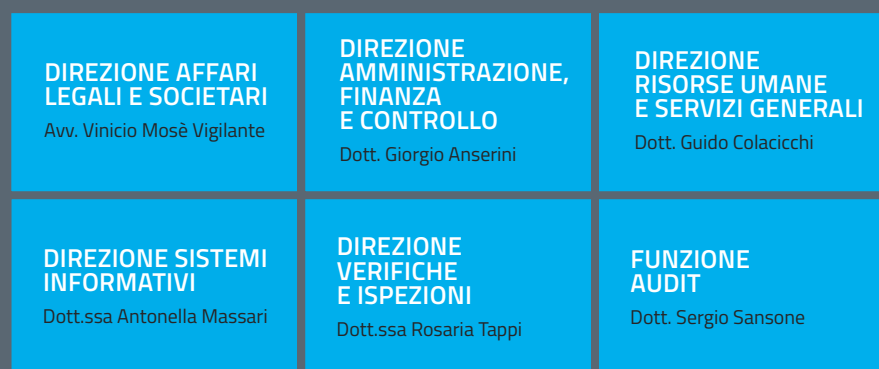 DIREZIONE AFFARI
LEGALI E SOCIETARI
Avv. Vinicio Mosè Vigilante
DIREZIONE
AMMINISTRAZIONE,
FINANZA
E CONTROLLO
Dott. Giorgio Anserini
DIREZIONE
RISORSE UMANE
E SERVIZI GENERALI
Dott. Guido Colacicchi
DIREZIONE SISTEMI
INFORMATIVI
Dott.ssa Antonella Massari
DIREZIONE
VERIFICHE
E ISPEZIONI
Dott.ssa Rosaria Tappi
FUNZIONE
AUDIT
Dott. Sergio Sansone